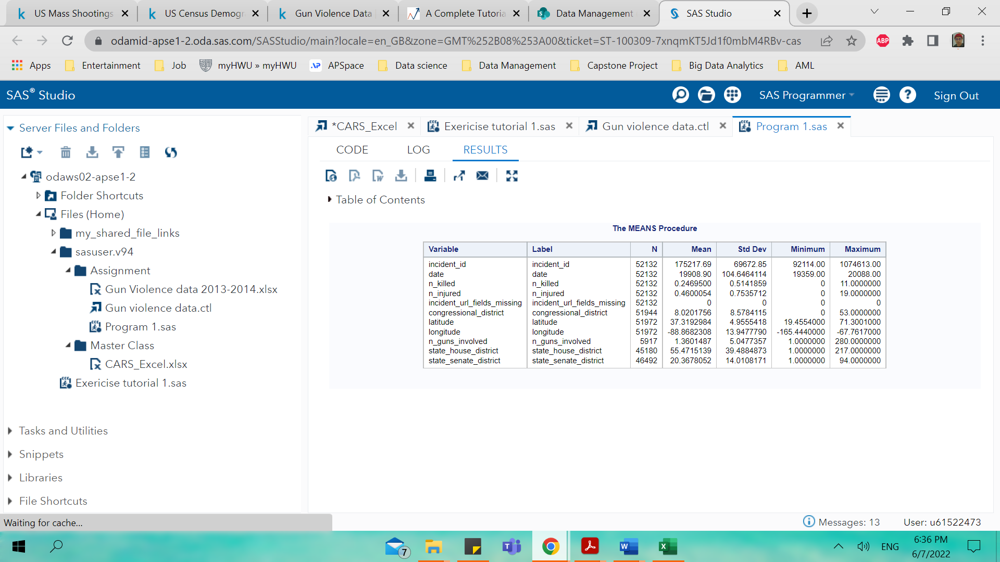 US Mass Shootings
US Census Demogr
Gun Violence Data
A Complete Tutoria
Data Management
SAS Studio
odamid-apse1-2.oda.sas.com/SASStudio/main?locale=en_GB&zone=GMT%252B08%253A00&ticket=ST-100309-7xnqmKT5Jd1f0mbM4RBv-cas
ABP
Apps Entertainment Job myHWU » myHWU APSpace Data science Data Management Capstone Project Big Data Analytics AML
SAS® Studio
SAS Programmer
Sign Out
Server Files and Folders
odaws02-apse1-2
Folder Shortcuts
Files (Home)
my_shared_file_links
sasuser.v94
Assignment
Gun Violence data 2013-2014.xlsx
Gun violence data.ctl
Program 1.sas
Master Class
CARS_Excel.xlsx
Exericise tutorial 1.sas
Tasks and Utilities
Snippets
Libraries
File Shortcuts
*CARS_Excel Exericise tutorial 1.sas Gun violence data.ctl Program 1.sas
CODE LOG RESULTS
Table of Contents
The MEANS Procedure
Variable Label N Mean Std Dev Minimum Maximum
incident_id incident_id 52132 175217.69 69672.85 92114.00 1074613.00
date date 52132 19908.90 104.6464114 19359.00 20088.00
n_killed n_killed 52132 0.2469500 0.5141859 0 11.0000000
n_injured n_injured 52132 0.4600054 0.7535712 0 19.0000000
incident_url_fields_missing incident_url_fields_missing 52132 0 0 0 0
congressional_district congressional_district 51944 8.0201756 8.5784115 0 53.0000000
latitude latitude 51972 37.3192984 4.9555418 19.4554000 71.3001000
longitude longitude 51972 -88.8682308 13.9477790 -165.4440000 -67.7617000
n_guns_involved n_guns_involved 5917 1.3601487 5.0477357 1.0000000 280.0000000
state_house_district state_house_district 45180 55.4715139 39.4884873 1.0000000 217.0000000
state_senate_district state_senate_district 46492 20.3678052 14.0108171 1.0000000 94.0000000
Waiting for cache...
Messages: 13
User: u61522473
7
ENG
6:36 PM
6/7/2022